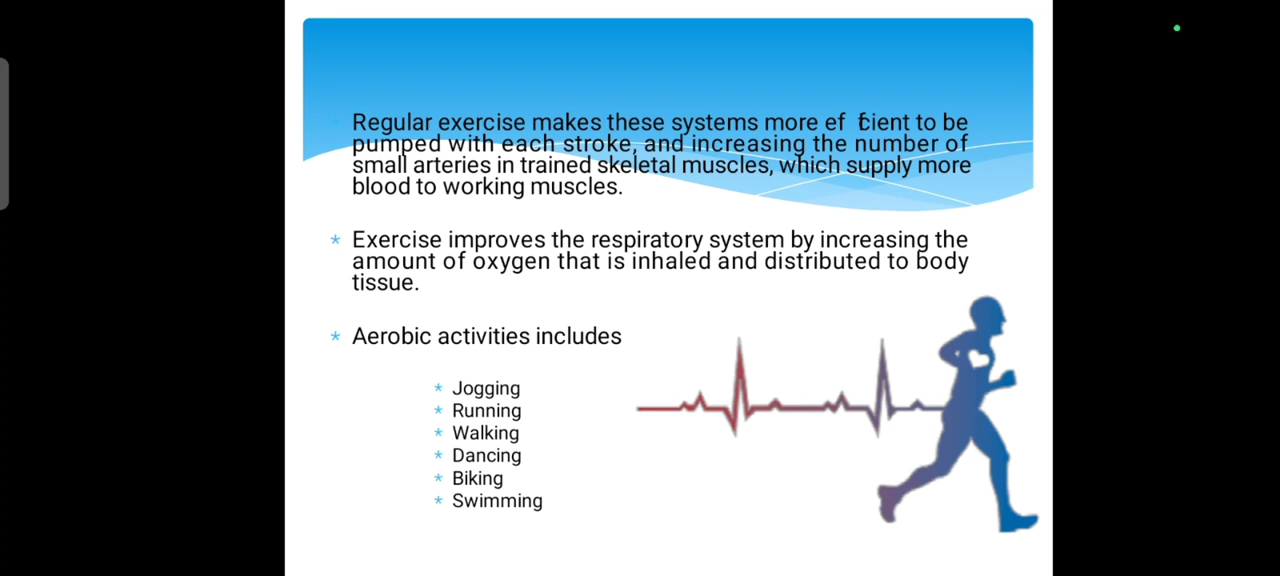 Regular exercise makes these systems more ef ficient to be
pumped with each stroke, and increasing the number of
small arteries in trained skeletal muscles, which supply more
blood to working muscles.
* Exercise improves the respiratory system by increasing the
amount of oxygen that is inhaled and distributed to body
tissue.
* Aerobic activities includes
* Jogging
* Running
* Walking
* Dancing
* Biking
* Swimming